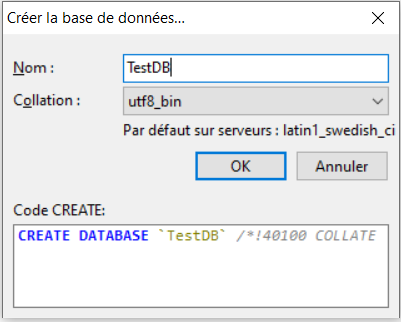 Créer la base de données...
Nom :
TestDB
Collation :
utf8_bin
Par défaut sur serveurs : latin1_swedish_ci
OK
Annuler
Code CREATE:
CREATE DATABASE `TestDB` /*!40100 COLLATE